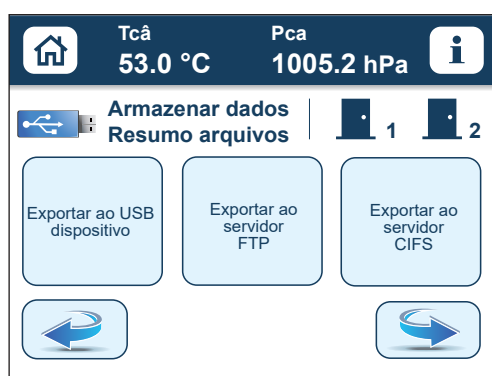 Tcâ
Pca
53.0 °C
1005.2 hPa
i
Armazenar dados
Resumo arquivos
1
2
Exportar ao USB
dispositivo
Exportar ao
servidor
FTP
Exportar ao
servidor
CIFS